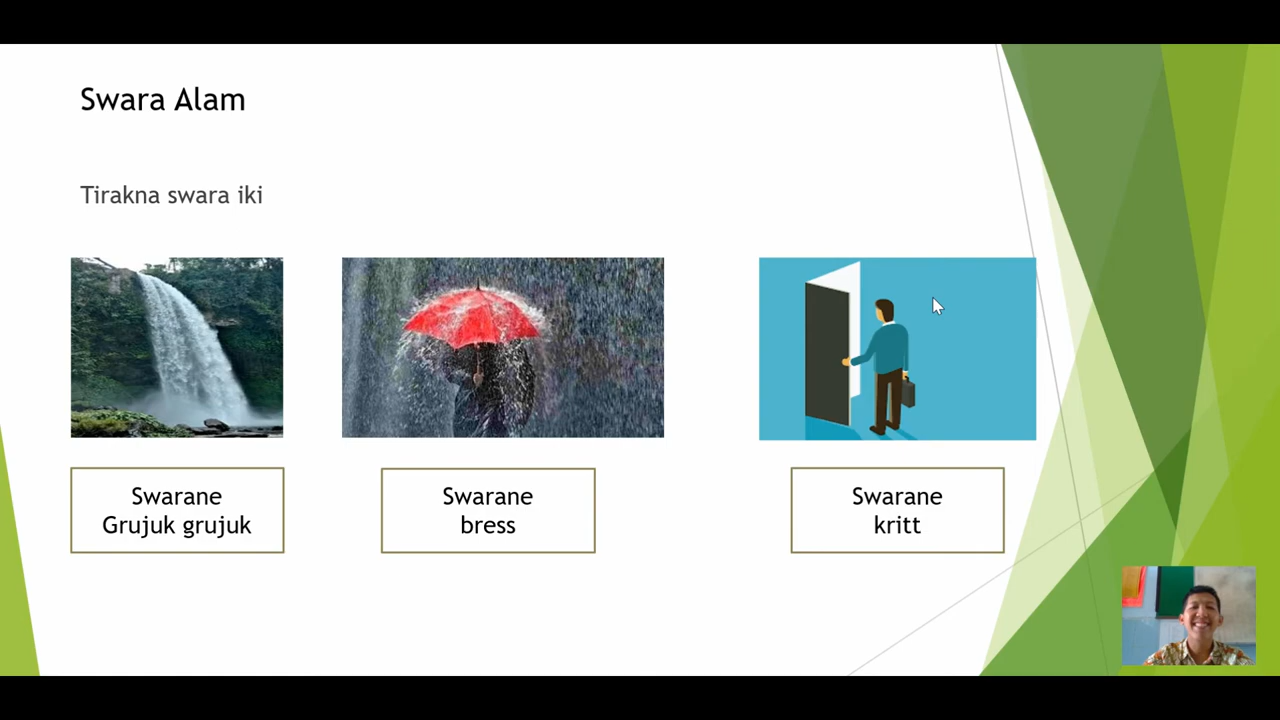 Swara Alam
Tirakna swara iki
Swarane
Grujuk grujuk
Swarane
bress
Swarane
kritt